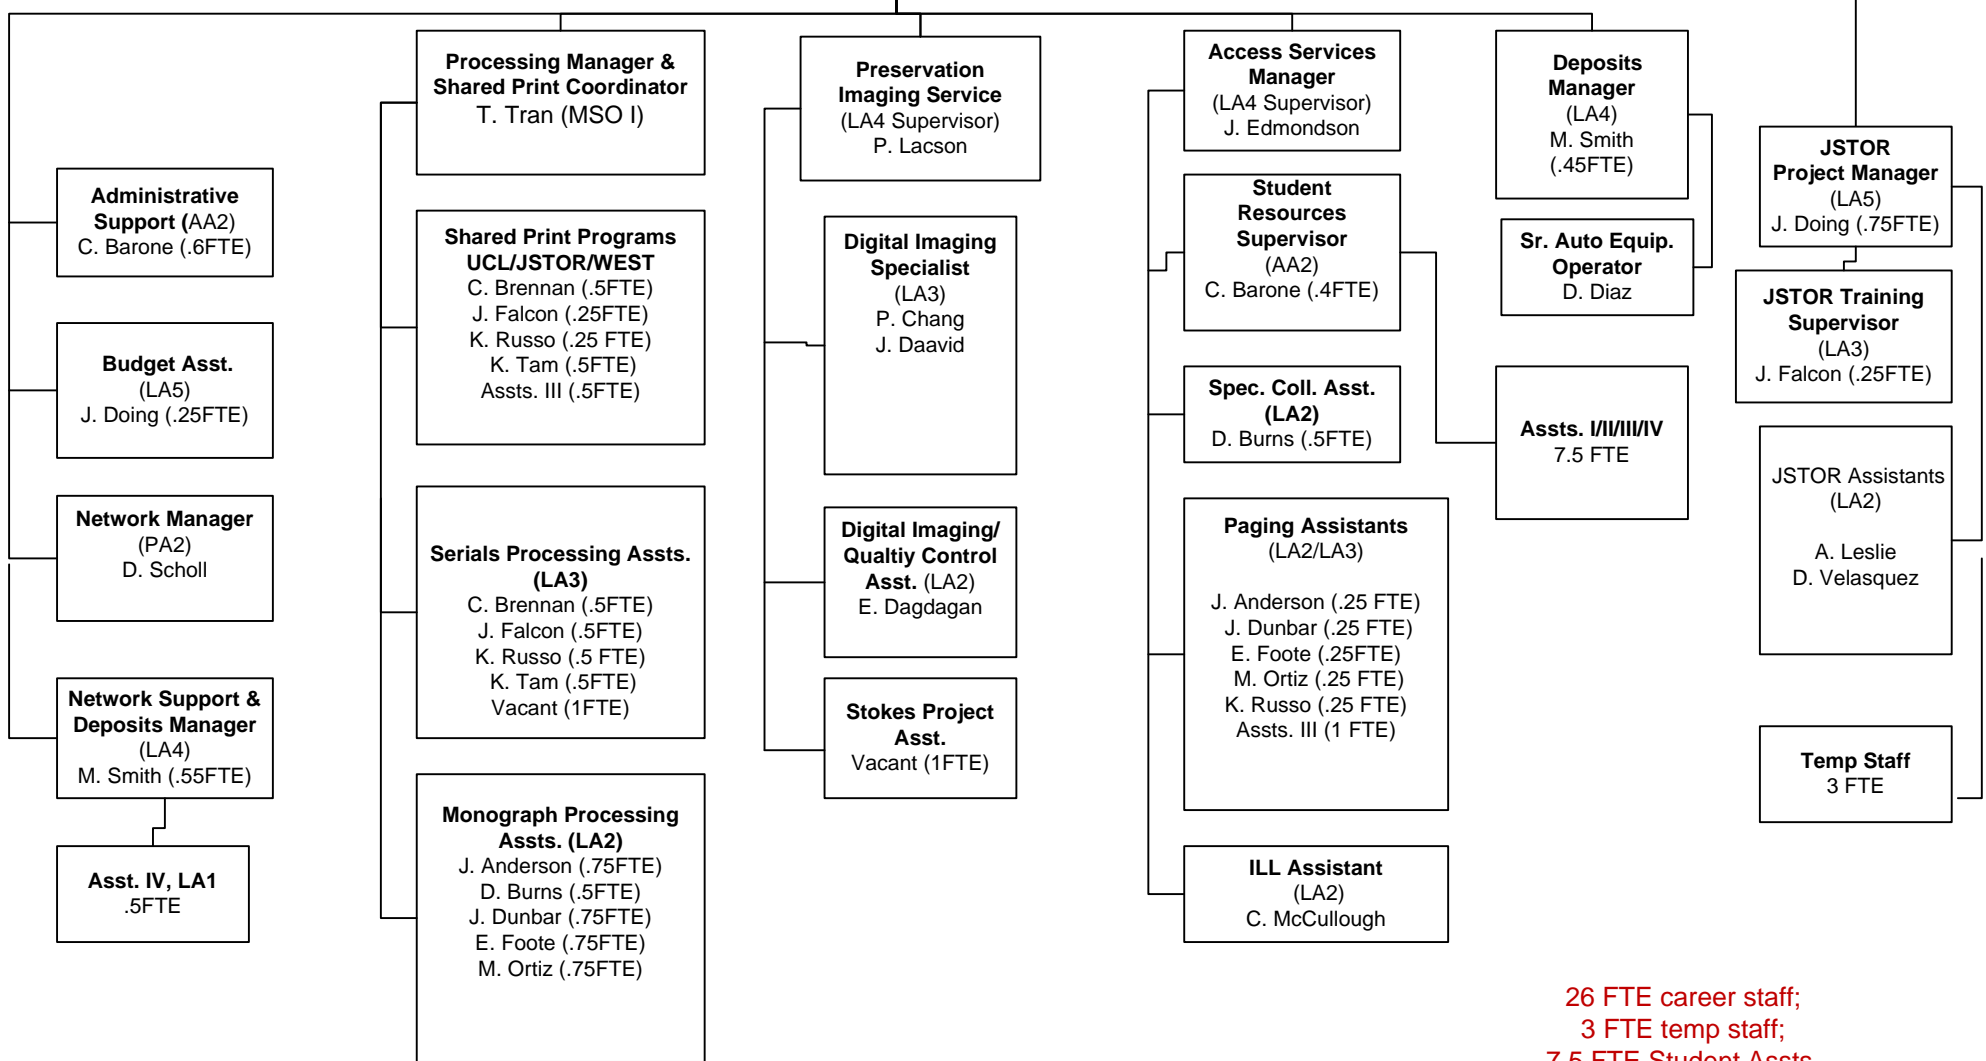 Administrative
Support (AA2)
C. Barone (.6FTE)
Budget Asst.
(LA5)
J. Doing (.25FTE)
Network Manager
(PA2)
D. Scholl
Network Support &
Deposits Manager
(LA4)
M. Smith (.55FTE)
Asst. IV, LA1
.5FTE
Processing Manager &
Shared Print Coordinator
T. Tran (MSO I)
Shared Print Programs
UCL/JSTOR/WEST
C. Brennan (.5FTE)
J. Falcon (.25FTE)
K. Russo (.25 FTE)
K. Tam (.5FTE)
Assts. III (.5FTE)
Serials Processing Assts.
(LA3)
C. Brennan (.5FTE)
J. Falcon (.5FTE)
K. Russo (.5 FTE)
K. Tam (.5FTE)
Vacant (1FTE)
Monograph Processing
Assts. (LA2)
J. Anderson (.75FTE)
D. Burns (.5FTE)
J. Dunbar (.75FTE)
E. Foote (.75FTE)
M. Ortiz (.75FTE)
Preservation
Imaging Service
(LA4 Supervisor)
P. Lacson
Digital Imaging
Specialist
(LA3)
P. Chang
J. Daavid
Digital Imaging/
Qualtiy Control
Asst. (LA2)
E. Dagdagan
Stokes Project
Asst.
Vacant (1FTE)
Access Services
Manager
(LA4 Supervisor)
J. Edmondson
Student
Resources
Supervisor
(AA2)
C. Barone (.4FTE)
Spec. Coll. Asst.
(LA2)
D. Burns (.5FTE)
Paging Assistants
(LA2/LA3)
J. Anderson (.25 FTE)
J. Dunbar (.25 FTE)
E. Foote (.25FTE)
M. Ortiz (.25 FTE)
K. Russo (.25 FTE)
Assts. III (1 FTE)
ILL Assistant
(LA2)
C. McCullough
Deposits
Manager
(LA4)
M. Smith
(.45FTE)
Sr. Auto Equip.
Operator
D. Diaz
Assts. I/II/III/IV
7.5 FTE
JSTOR
Project Manager
(LA5)
J. Doing (.75FTE)
JSTOR Training
Supervisor
(LA3)
J. Falcon (.25FTE)
JSTOR Assistants
(LA2)
A. Leslie
D. Velasquez
Temp Staff
3 FTE
26 FTE career staff;
3 FTE temp staff;
7.5 FTE Student Assts.